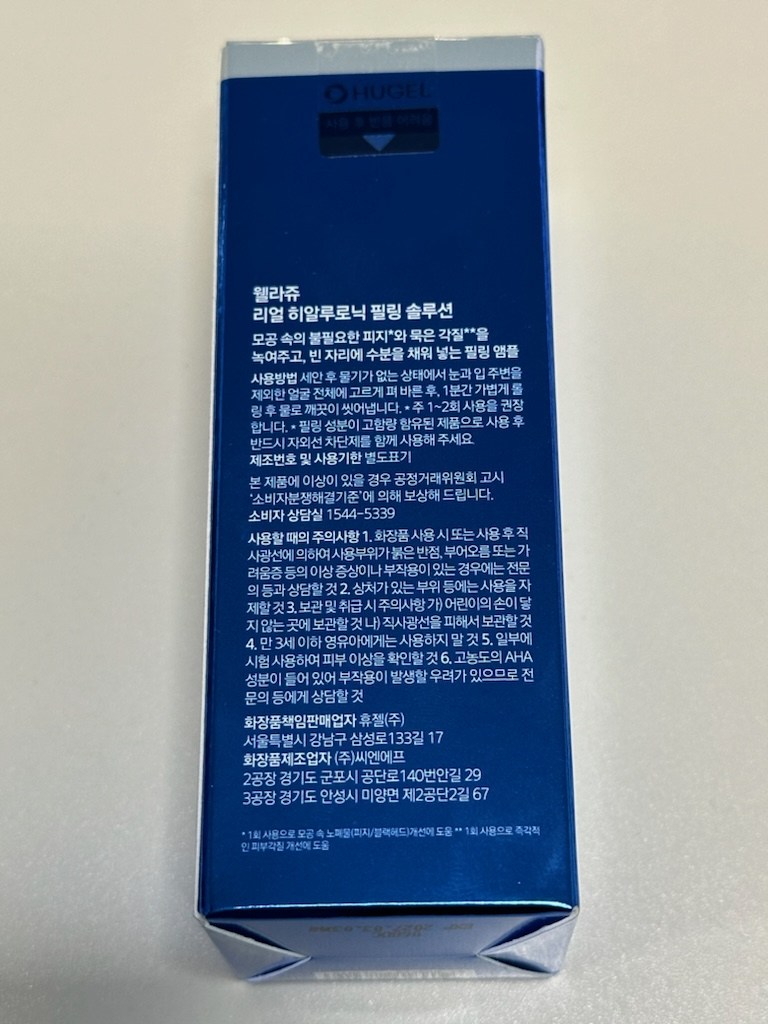 HUGEL
사용 후 반품 어려움
웰라쥬
리얼 히알루로닉 필링 솔루션
모공 속의 불필요한 피지*와 묵은 각질**을
녹여주고, 빈 자리에 수분을 채워 넣는 필링 앰플
사용방법 세안 후 물기가 없는 상태에서 눈과 입 주변을
제외한 얼굴 전체에 고르게 펴 바른 후, 1분간 가볍게 롤
링 후 물로 깨끗이 씻어냅니다. * 주 1~2회 사용을 권장
합니다. * 필링 성분이 고함량 함유된 제품으로 사용 후
반드시 자외선 차단제를 함께 사용해 주세요
제조번호 및 사용기한 별도표기
본 제품에 이상이 있을 경우 공정거래위원회 고시
'소비자분쟁해결기준'에 의해 보상해 드립니다.
소비자 상담실 1544-5339
사용할 때의 주의사항 1. 화장품 사용 시 또는 사용 후 직
사광선에 의하여 사용부위가 붉은 반점, 부어오름 또는 가
려움증 등의 이상 증상이나 부작용이 있는 경우에는 전문
의 등과 상담할 것 2. 상처가 있는 부위 등에는 사용을 자
제할 것 3. 보관 및 취급 시 주의사항 가) 어린이의 손이 닿
지 않는 곳에 보관할 것 나) 직사광선을 피해서 보관할 것
4. 만 3세 이하 영유아에게는 사용하지 말 것 5. 일부에
시험 사용하여 피부 이상을 확인할 것 6. 고농도의 AHA
성분이 들어 있어 부작용이 발생할 우려가 있으므로 전
문의 등에게 상담할 것
화장품책임판매업자 휴젤(주)
서울특별시 강남구 삼성로133길 17
화장품제조업자 (주)씨엔에프
2공장 경기도 군포시 공단로140번안길 29
3공장 경기도 안성시 미양면 제2공단2길 67
* 1회 사용으로 모공 속 노폐물(피지/블랙헤드)개선에 도움 ** 1회 사용으로 즉각적
인 피부각질 개선에 도움